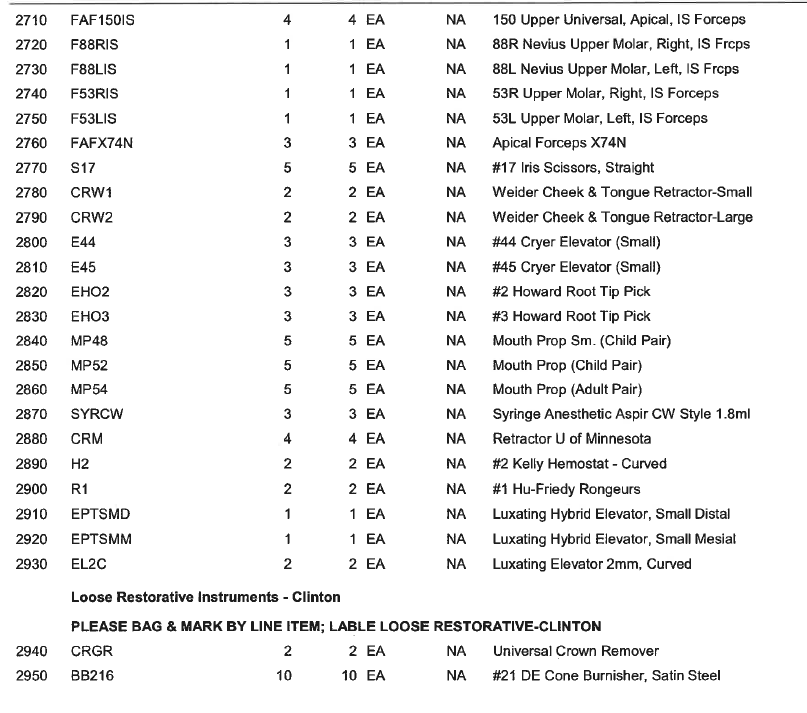 2710 FAF150IS 4 4 EA NA 150 Upper Universal, Apical, IS Forceps
2720 F88RIS 1 1 EA NA 88R Nevius Upper Molar, Right, IS Frcps
2730 F88LIS 1 1 EA NA 88L Nevius Upper Molar, Left, IS Frcps
2740 F53RIS 1 1 EA NA 53R Upper Molar, Right, IS Forceps
2750 F53LIS 1 1 EA NA 53L Upper Molar, Left, IS Forceps
2760 FAFX74N 3 3 EA NA Apical Forceps X74N
2770 S17 5 5 EA NA #17 Iris Scissors, Straight
2780 CRW1 2 2 EA NA Weider Cheek & Tongue Retractor-Small
2790 CRW2 2 2 EA NA Weider Cheek & Tongue Retractor-Large
2800 E44 3 3 EA NA #44 Cryer Elevator (Small)
2810 E45 3 3 EA NA #45 Cryer Elevator (Small)
2820 EHO2 3 3 EA NA #2 Howard Root Tip Pick
2830 EHO3 3 3 EA NA #3 Howard Root Tip Pick
2840 MP48 5 5 EA NA Mouth Prop Sm. (Child Pair)
2850 MP52 5 5 EA NA Mouth Prop (Child Pair)
2860 MP54 5 5 EA NA Mouth Prop (Adult Pair)
2870 SYRCW 3 3 EA NA Syringe Anesthetic Aspir CW Style 1.8ml
2880 CRM 4 4 EA NA Retractor U of Minnesota
2890 H2 2 2 EA NA #2 Kelly Hemostat - Curved
2900 R1 2 2 EA NA #1 Hu-Friedy Rongeurs
2910 EPTSMD 1 1 EA NA Luxating Hybrid Elevator, Small Distal
2920 EPTSMM 1 1 EA NA Luxating Hybrid Elevator, Small Mesial
2930 EL2C 2 2 EA NA Luxating Elevator 2mm, Curved
Loose Restorative Instruments - Clinton
PLEASE BAG & MARK BY LINE ITEM; LABLE LOOSE RESTORATIVE-CLINTON
2940 CRGR 2 2 EA NA Universal Crown Remover
2950 BB216 10 10 EA NA #21 DE Cone Burnisher, Satin Steel